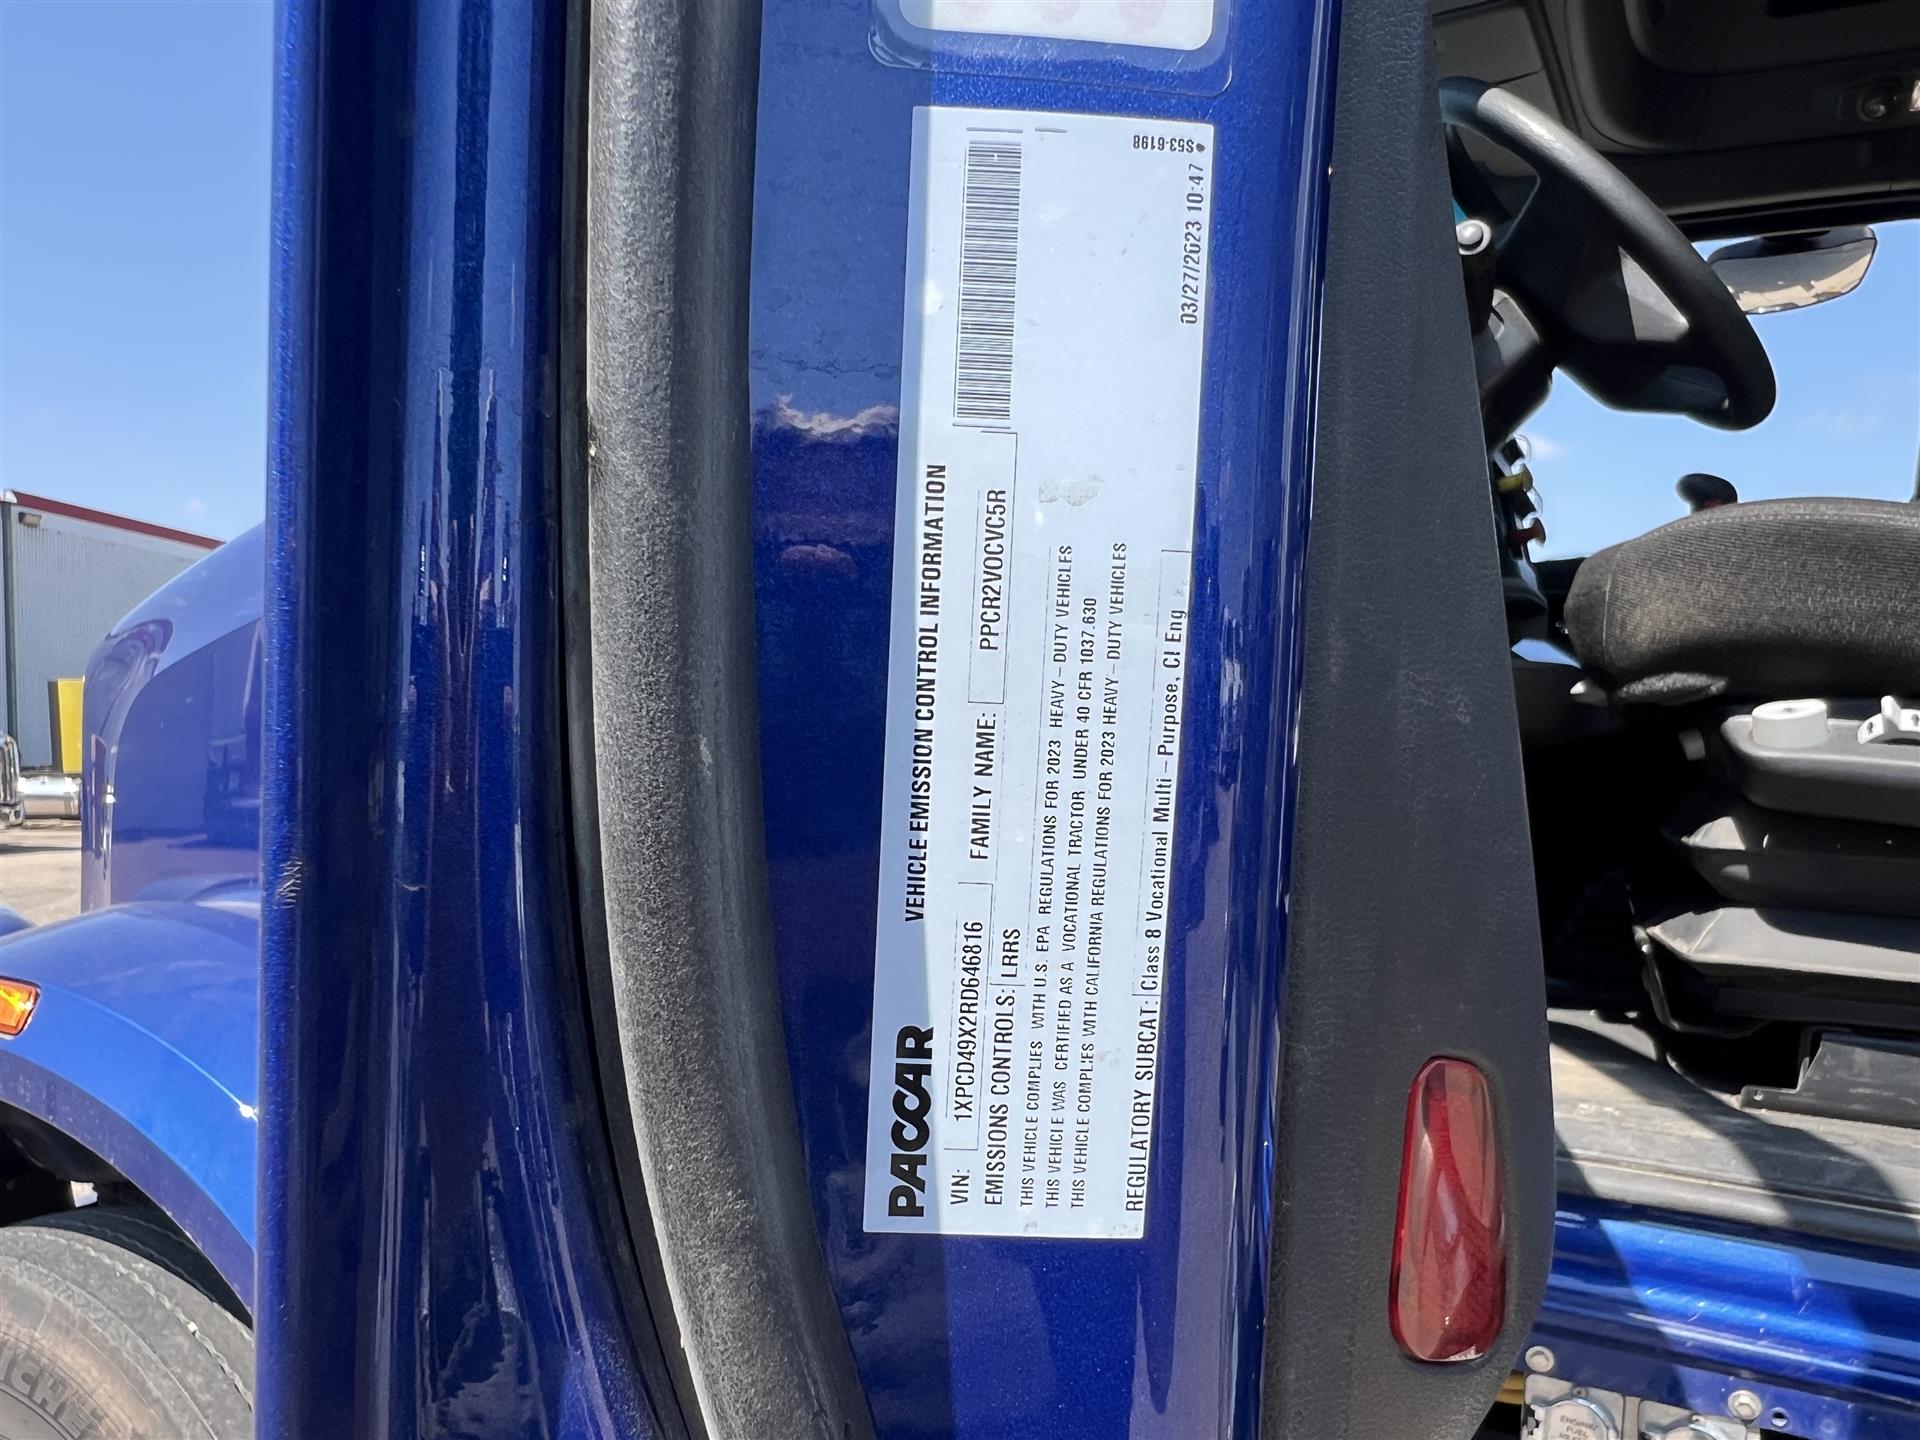 PACCAR VEHICLE EMISSION CONTROL INFORMATION
VIN: 1XPCD49X2RD646816 FAMILY NAME: PPCR2VOCVC5R
EMISSIONS CONTROLS: LRRS
THIS VEHICLE COMPLIES WITH U.S. EPA REGULATIONS FOR 2023 HEAVY-DUTY VEHICLES
THIS VEHICLE WAS CERTIFIED AS A VOCATIONAL TRACTOR UNDER 40 CFR 1037.630
THIS VEHICLE COMPLIES WITH CALIFORNIA REGULATIONS FOR 2023 HEAVY-DUTY VEHICLES
REGULATORY SUBCAT: Class 8 Vocational Multi-Purpose, CI Eng
03/27/2023 10:47
S53-6198